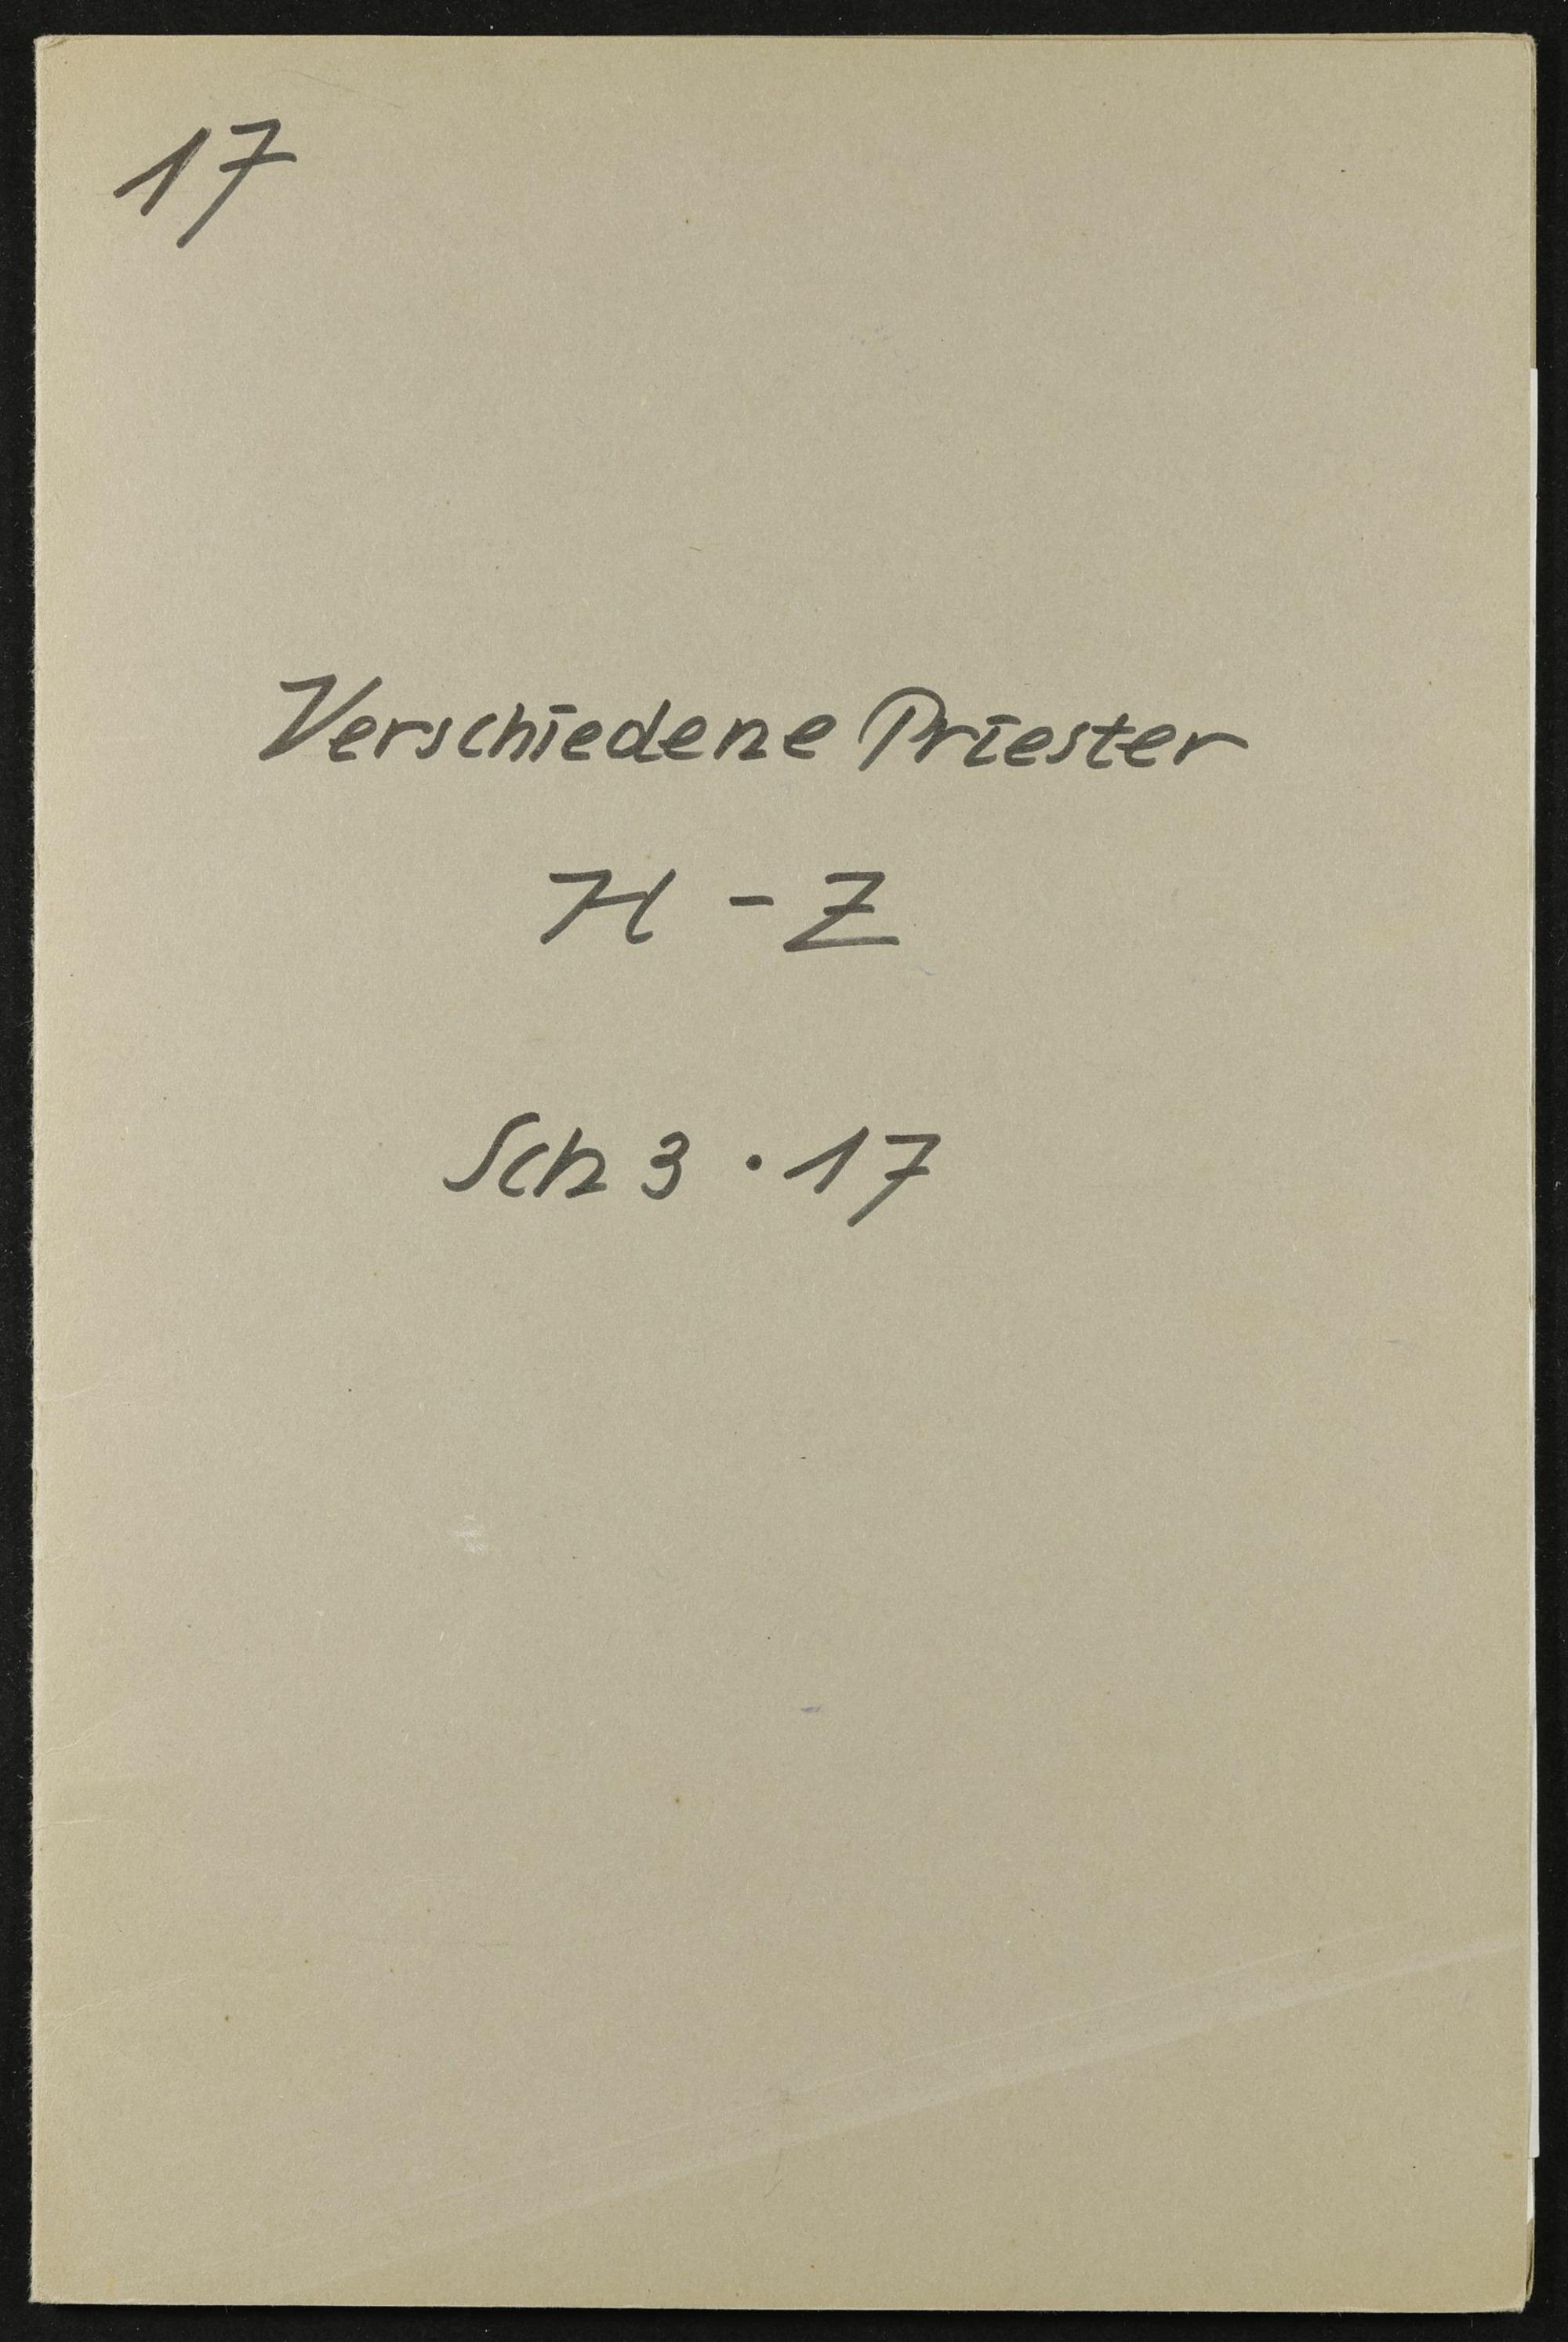 17
Verschiedene Priester
H - Z
Sch 3 · 17